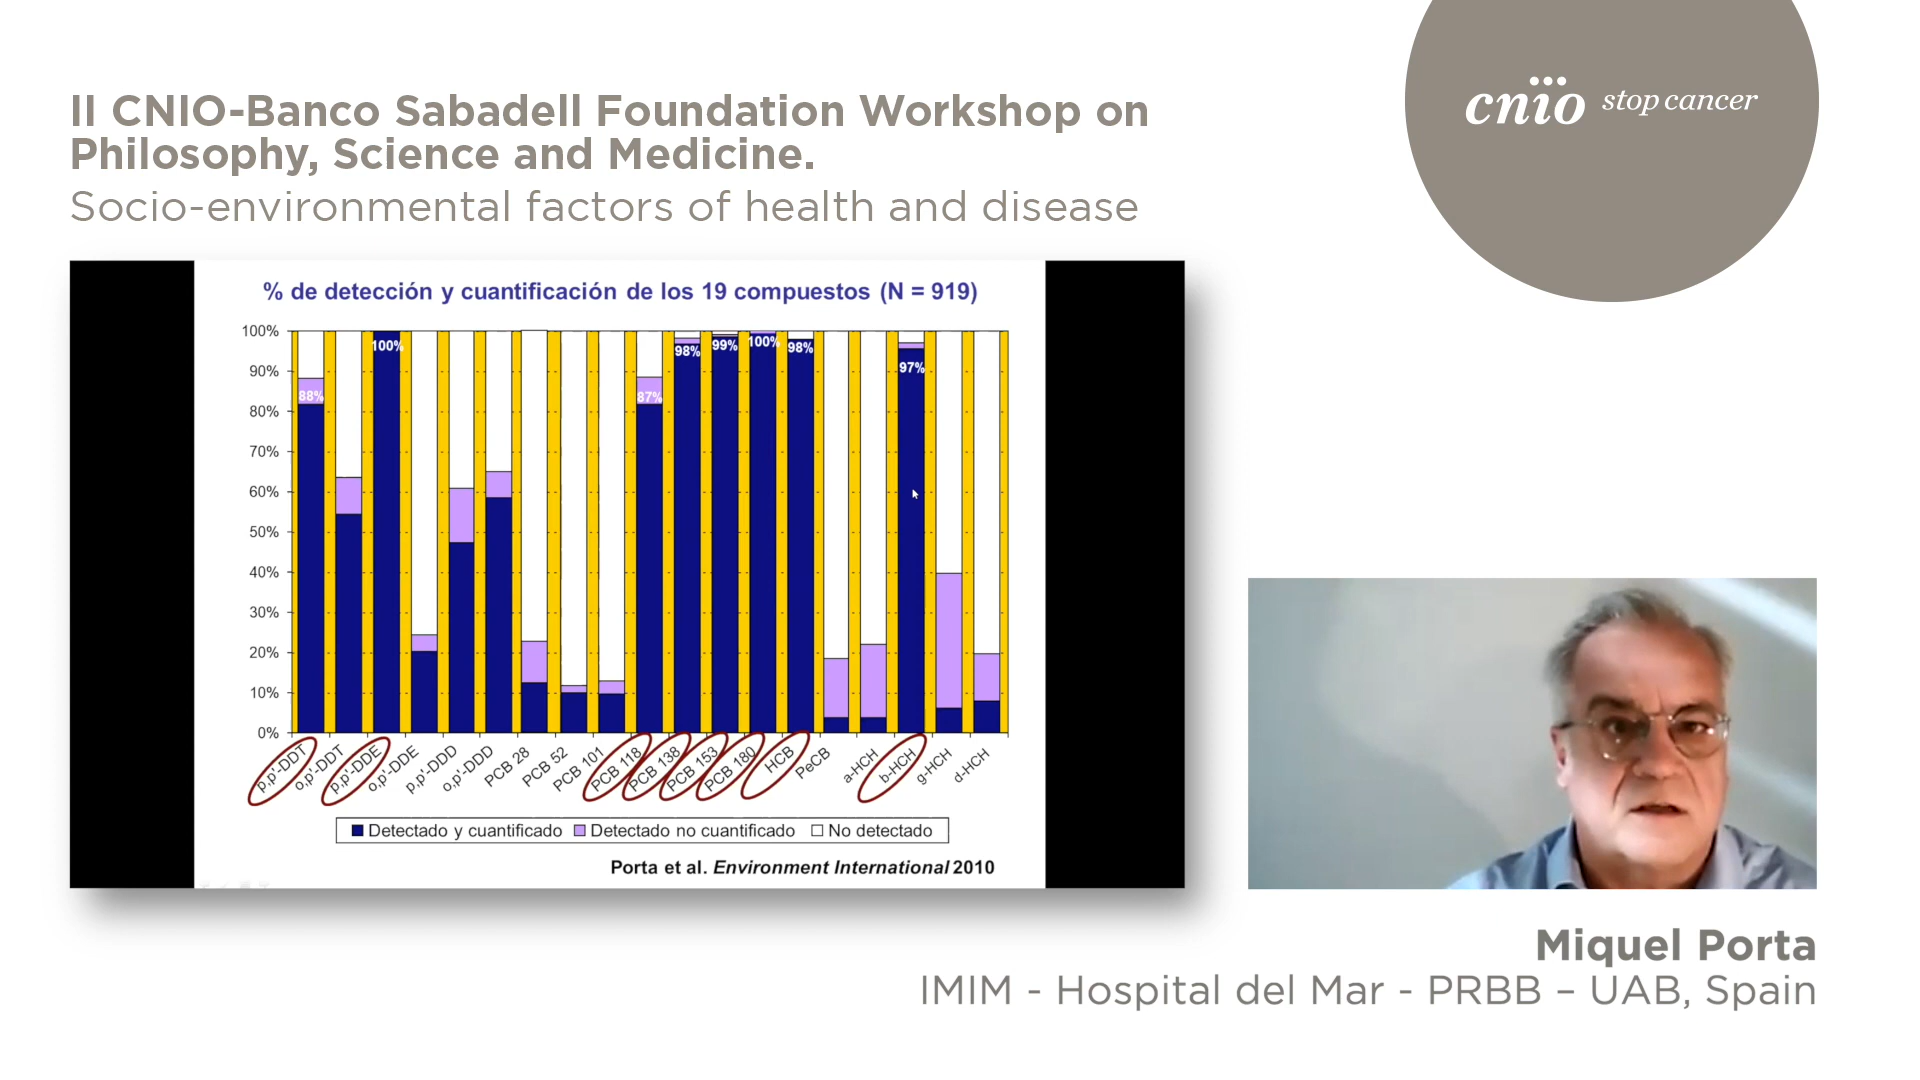 II CNIO-Banco Sabadell Foundation Workshop on
Philosophy, Science and Medicine.
Socio-environmental factors of health and disease
cnio stop cancer
% de detección y cuantificación de los 19 compuestos (N = 919)
100%
90%
80%
70%
60%
50%
40%
30%
20%
10%
0%
88%
100%
87%
98%
99%
100%
98%
97%
p,p'-DDT
o,p'-DDT
p,p'-DDE
o,p'-DDE
p,p'-DDD
o,p'-DDD
PCB 28
PCB 52
PCB 101
PCB 118
PCB 138
PCB 153
PCB 180
HCB
PeCB
a-HCH
b-HCH
g-HCH
d-HCH
Detectado y cuantificado Detectado no cuantificado No detectado
Porta et al. Environment International 2010
Miquel Porta
IMIM - Hospital del Mar - PRBB – UAB, Spain